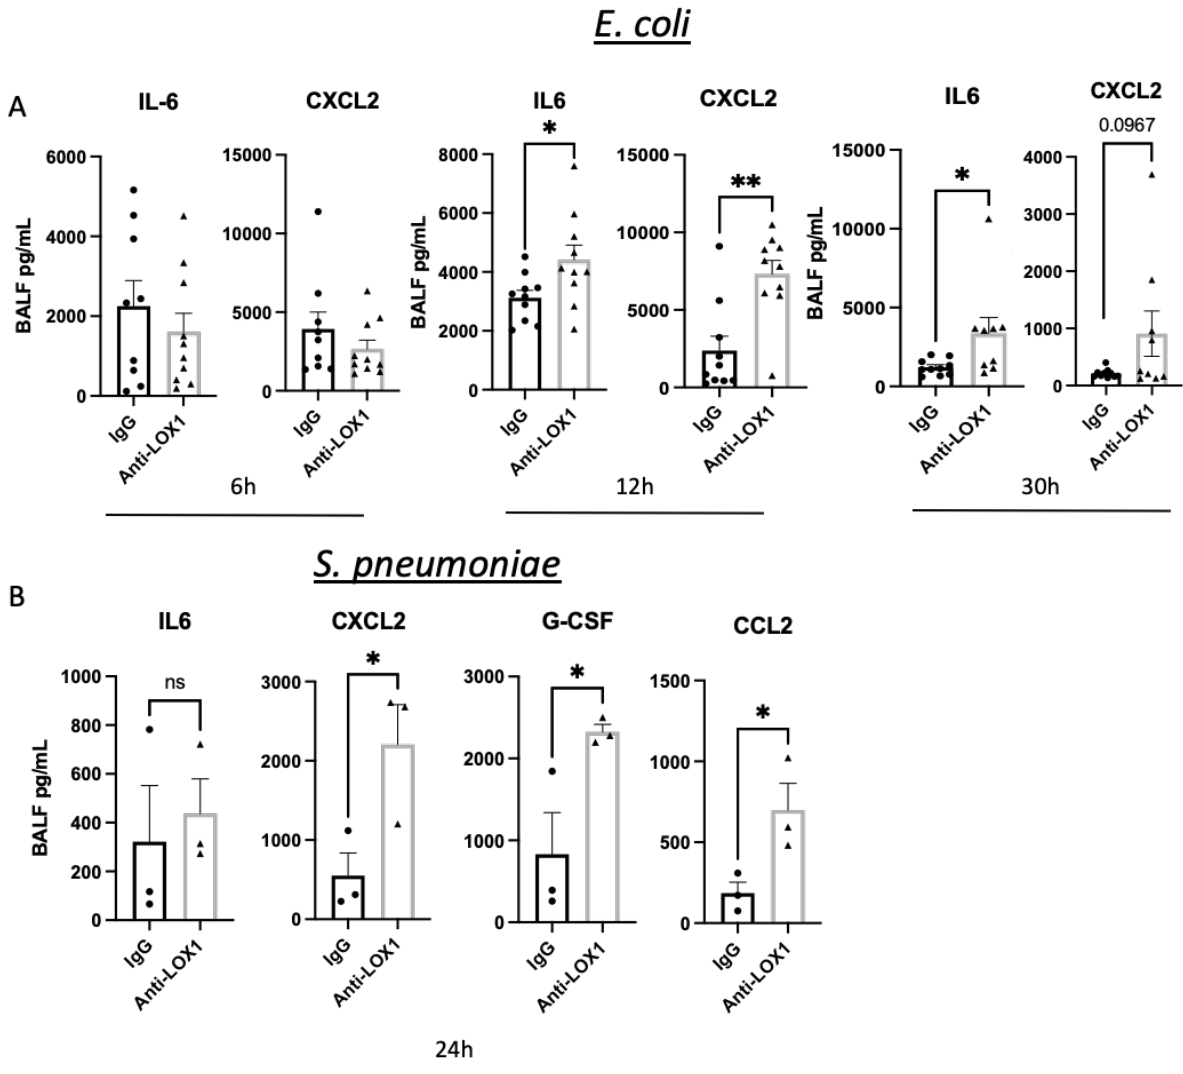 E. coli
A
IL-6
CXCL2
IL6
CXCL2
IL6
CXCL2
*
**
*
0.0967
BALF pg/mL
6000
4000
2000
0
IgG
Anti-LOX1
15000
10000
5000
0
IgG
Anti-LOX1
6h
BALF pg/mL
8000
6000
4000
2000
0
IgG
Anti-LOX1
15000
10000
5000
0
IgG
Anti-LOX1
12h
BALF pg/mL
15000
10000
5000
0
IgG
Anti-LOX1
4000
3000
2000
1000
0
IgG
Anti-LOX1
30h
S. pneumoniae
B
IL6
CXCL2
G-CSF
CCL2
ns
*
*
*
BALF pg/mL
1000
800
600
400
200
0
IgG
Anti-LOX1
3000
2000
1000
0
IgG
Anti-LOX1
3000
2000
1000
0
IgG
Anti-LOX1
1500
1000
500
0
IgG
Anti-LOX1
24h